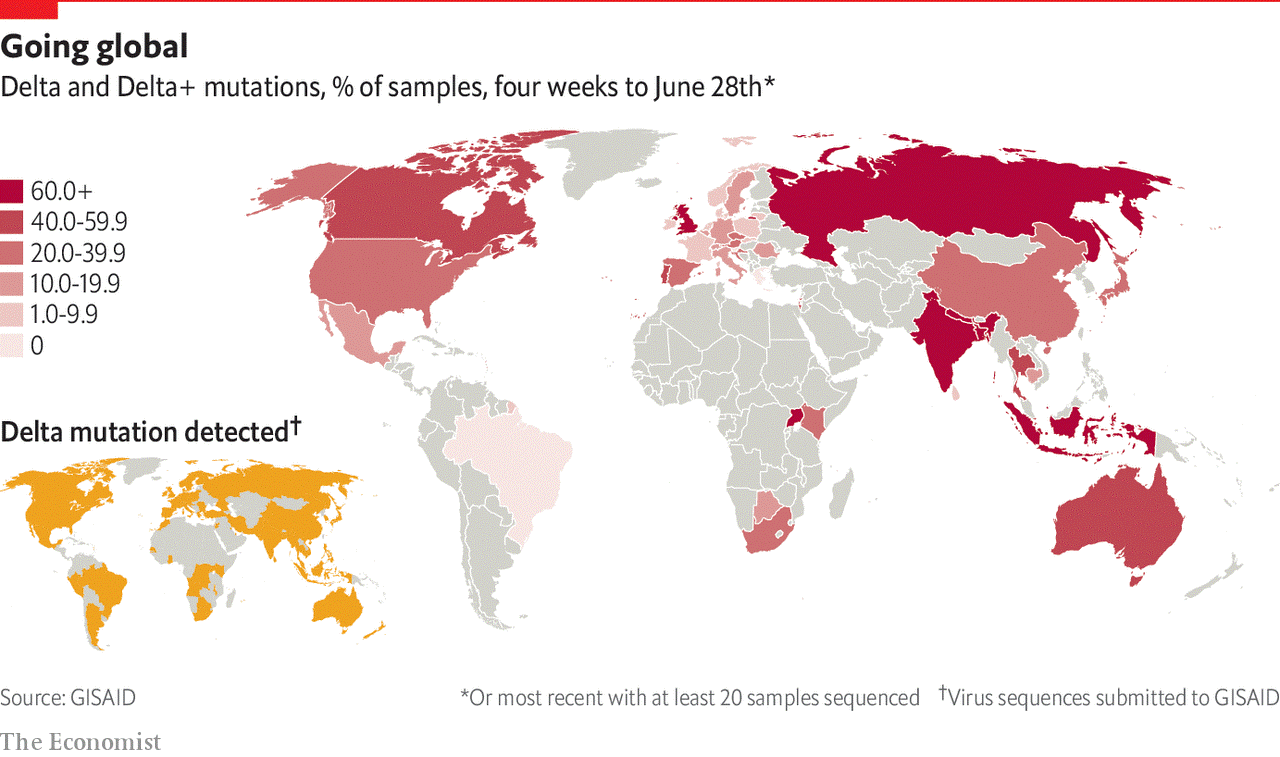 Going global
Delta and Delta+ mutations, % of samples, four weeks to June 28th*
60.0+
40.0-59.9
20.0-39.9
10.0-19.9
1.0-9.9
0
Delta mutation detected†
Source: GISAID
*Or most recent with at least 20 samples sequenced
†Virus sequences submitted to GISAID
The Economist